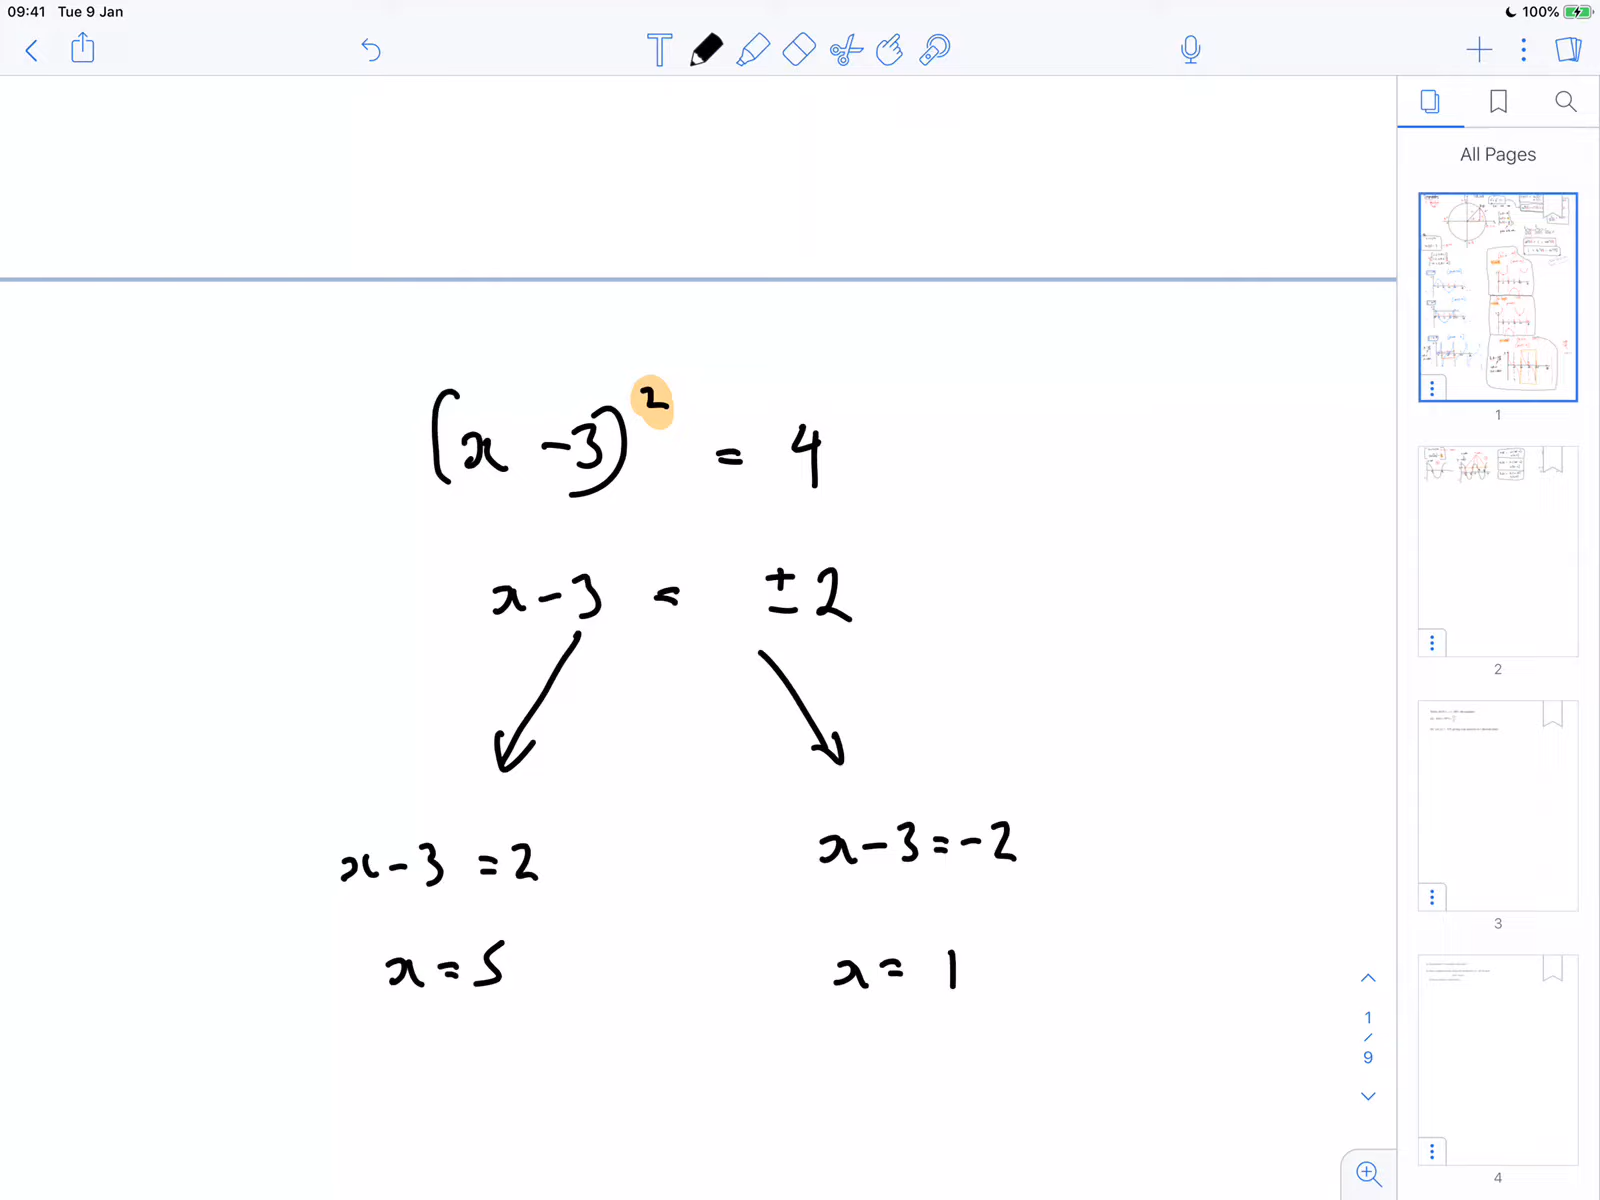 09:41 Tue 9 Jan
100%
T
All Pages
(x - 3)² = 4
x - 3 = ± 2
x - 3 = 2
x - 3 = -2
x = 5
x = 1
1
/
9
1
2
3
4